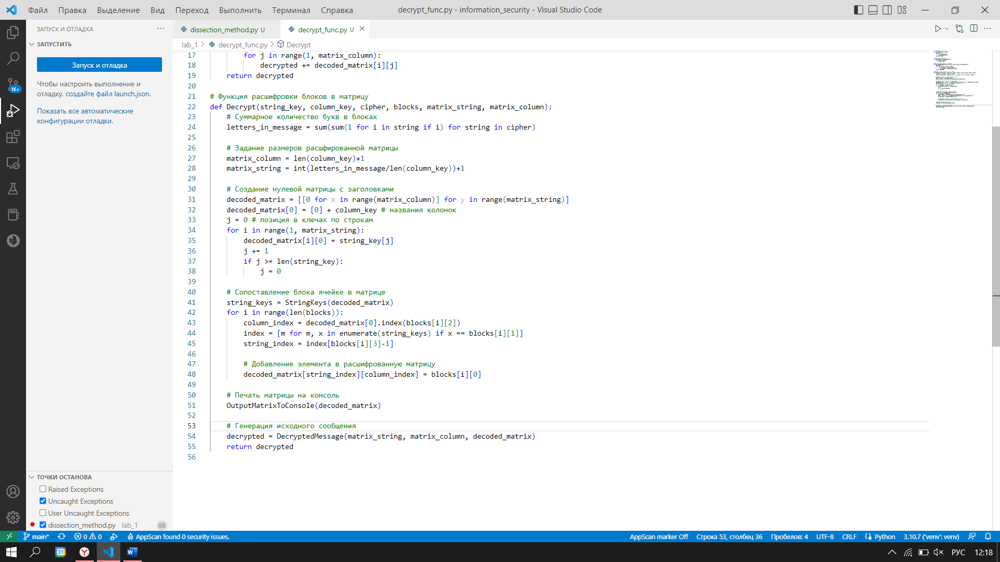 Файл Правка Выделение Вид Переход Выполнить Терминал Справка
decrypt_func.py - information_security - Visual Studio Code
ЗАПУСК И ОТЛАДКА ···
ЗАПУСТИТЬ
Запуск и отладка
Чтобы настроить выполнение и
отладку, создайте файл launch.json.
Показать все автоматические
конфигурации отладки.
1K+
dissection_method.py U
decrypt_func.py U
lab_1 > decrypt_func.py > Decrypt
17         for j in range(1, matrix_column):
18             decrypted += decoded_matrix[i][j]
19     return decrypted
20
21 # Функция расшифровки блоков в матрицу
22 def Decrypt(string_key, column_key, cipher, blocks, matrix_string, matrix_column):
23     # Суммарное количество букв в блоках
24     letters_in_message = sum(sum(1 for i in string if i) for string in cipher)
25
26     # Задание размеров расшфированной матрицы
27     matrix_column = len(column_key)+1
28     matrix_string = int(letters_in_message/len(column_key))+1
29
30     # Создание нулевой матрицы с заголовками
31     decoded_matrix = [[0 for x in range(matrix_column)] for y in range(matrix_string)]
32     decoded_matrix[0] = [0] + column_key # названия колонок
33     j = 0 # позиция в ключах по строкам
34     for i in range(1, matrix_string):
35         decoded_matrix[i][0] = string_key[j]
36         j += 1
37         if j >= len(string_key):
38             j = 0
39
40     # Сопоставление блока ячейке в матрице
41     string_keys = StringKeys(decoded_matrix)
42     for i in range(len(blocks)):
43         column_index = decoded_matrix[0].index(blocks[i][2])
44         index = [m for m, x in enumerate(string_keys) if x == blocks[i][1]]
45         string_index = index[blocks[i][3]-1]
46
47         # Добавление элемента в расшифрованную матрицу
48         decoded_matrix[string_index][column_index] = blocks[i][0]
49
50     # Печать матрицы на консоль
51     OutputMatrixToConsole(decoded_matrix)
52
53     # Генерация исходного сообщения
54     decrypted = DecryptedMessage(matrix_string, matrix_column, decoded_matrix)
55     return decrypted
56
ТОЧКИ ОСТАНОВА
Raised Exceptions
Uncaught Exceptions
User Uncaught Exceptions
dissection_method.py lab_1 68
main* 0 0 AppScan found 0 security issues.
AppScan marker Off Строка 53, столбец 36 Пробелов: 4 UTF-8 CRLF Python 3.10.7 ('venv': venv)
31 РУС 12:18